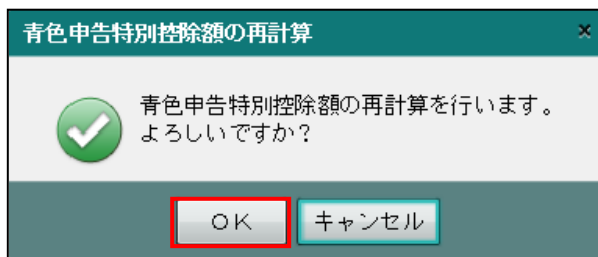 青色申告特別控除額の再計算
青色申告特別控除額の再計算を行います。
よろしいですか？
ＯＫ
キャンセル